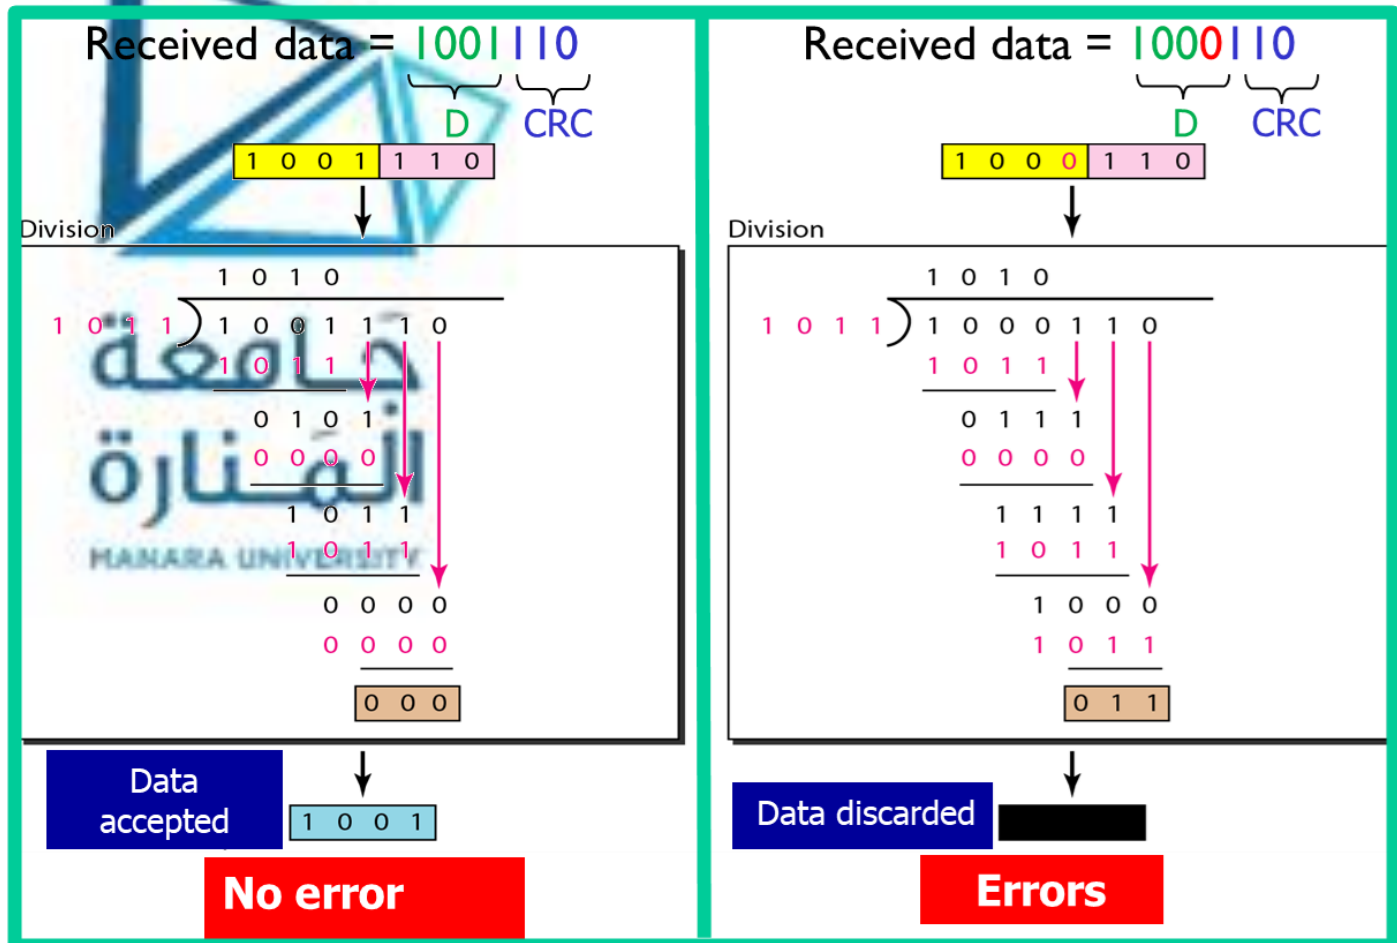 Received data = 1001110
D CRC
1 0 0 1 1 1 0
Division
1 0 1 0
1 0 1 1 1 0 0 1 1 1 0
1 0 1 1
0 1 0 1
0 0 0 0
1 0 1 1
1 0 1 1
0 0 0 0
0 0 0 0
0 0 0
Data
accepted
1 0 0 1
No error
جَامعة
المَنارة
MANARA UNIVERSITY
Received data = 1000110
D CRC
1 0 0 0 1 1 0
Division
1 0 1 0
1 0 1 1 1 0 0 0 1 1 0
1 0 1 1
0 1 1 1
0 0 0 0
1 1 1 1
1 0 1 1
1 0 0 0
1 0 1 1
0 1 1
Data discarded
Errors